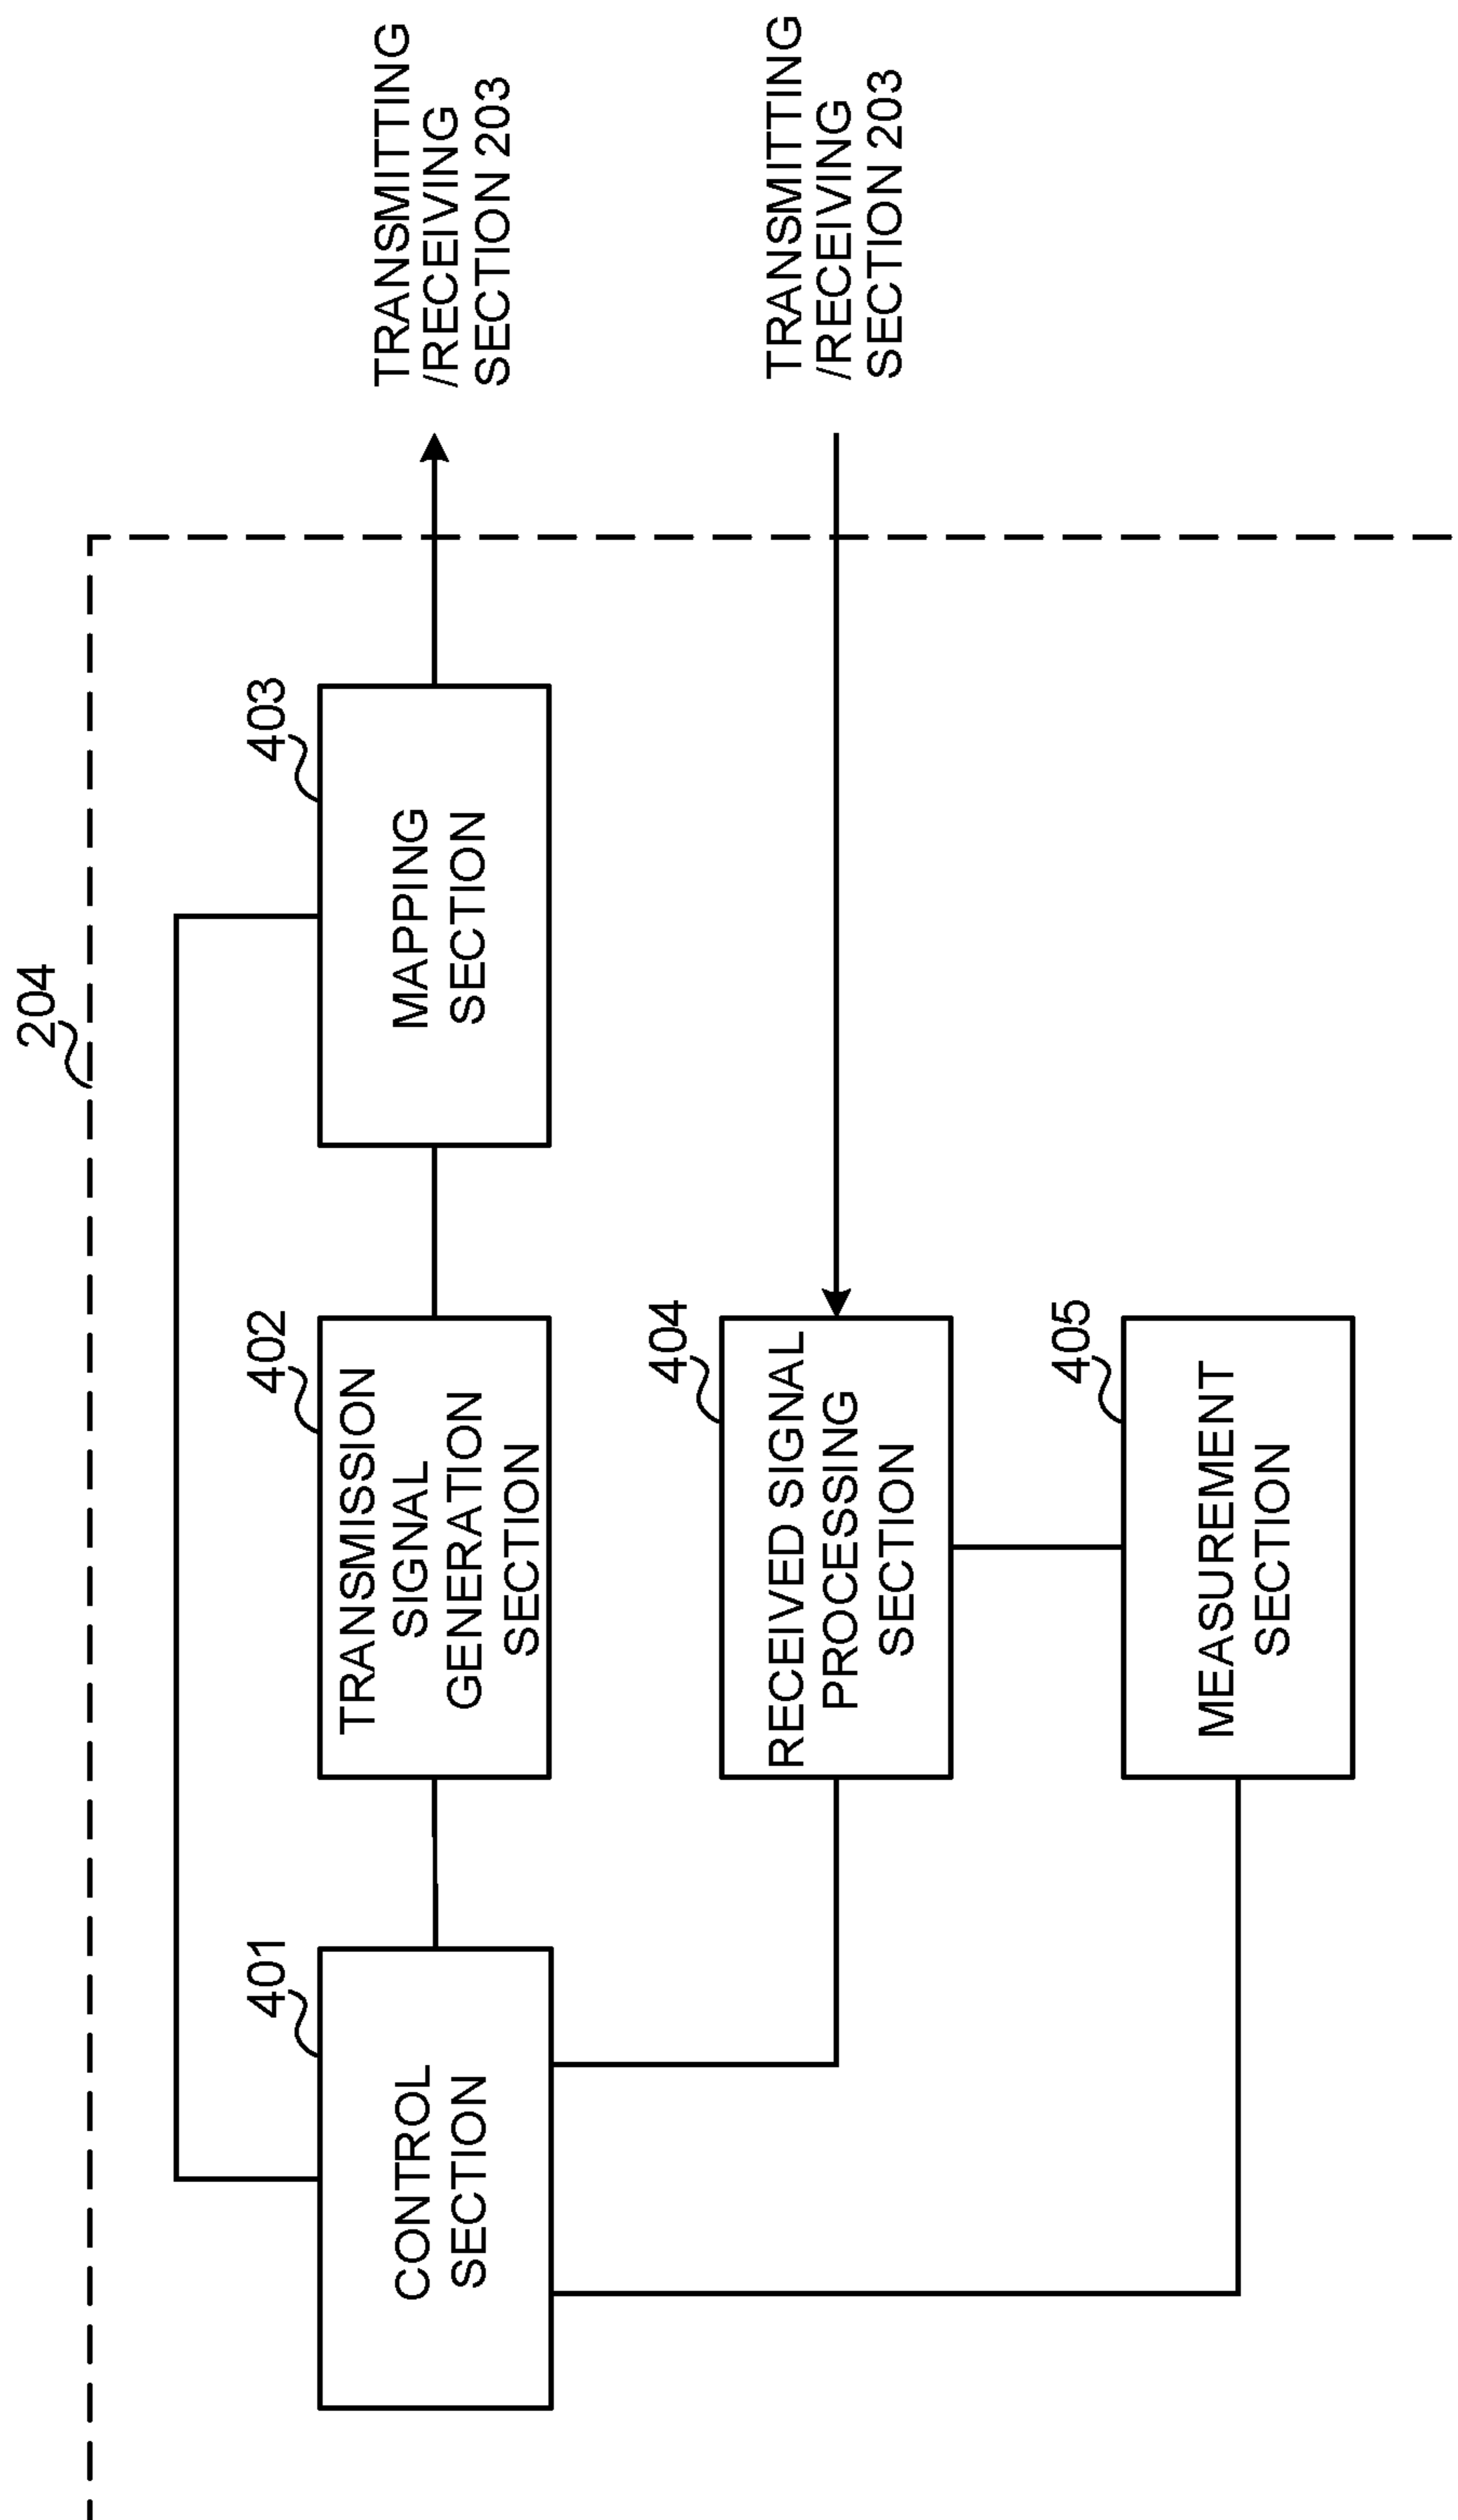 204
401
CONTROL
SECTION
402
TRANSMISSION
SIGNAL
GENERATION
SECTION
403
MAPPING
SECTION
TRANSMITTING
/RECEIVING
SECTION 203
404
RECEIVED SIGNAL
PROCESSING
SECTION
TRANSMITTING
/RECEIVING
SECTION 203
405
MEASUREMENT
SECTION